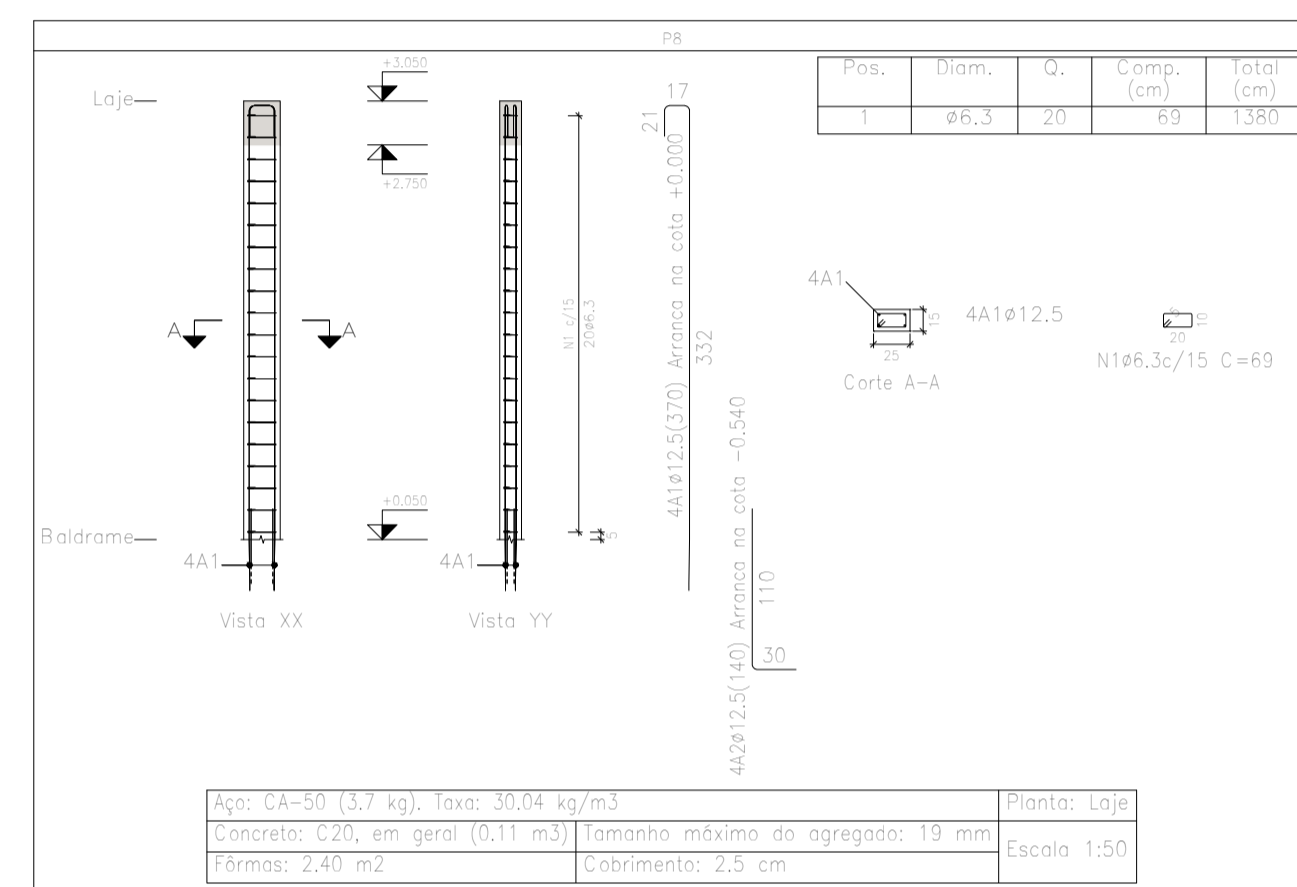 P8
Pos. Diam. Q. Comp. (cm) Total (cm)
1 ø6.3 20 69 1380
Laje
+3.050
+2.750
A A
+0.050
Baldrame
4A1
Vista XX
4A1
Vista YY
N1 c/15
20ø6.3
5
17
21
332
4A1ø12.5(370) Arranca na cota +0.000
4A2ø12.5(140) Arranca na cota -0.540
110
30
4A1
15
25
Corte A-A
4A1ø12.5
10
20
N1ø6.3c/15 C=69
Aço: CA-50 (3.7 kg). Taxa: 30.04 kg/m3
Planta: Laje
Concreto: C20, em geral (0.11 m3) Tamanho máximo do agregado: 19 mm
Escala 1:50
Fôrmas: 2.40 m2 Cobrimento: 2.5 cm